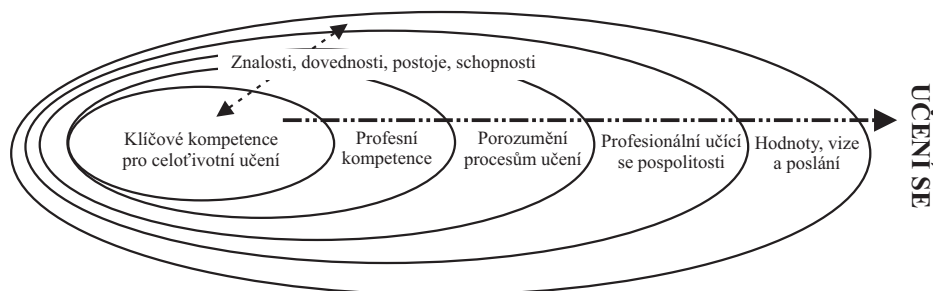 Znalosti, dovednosti, postoje, schopnosti
Klíčové kompetence
pro celoťivotní učení
Profesní
kompetence
Porozumění
procesům učení
Profesionální učící
se pospolitosti
Hodnoty, vize
a poslání
UČENÍ SE